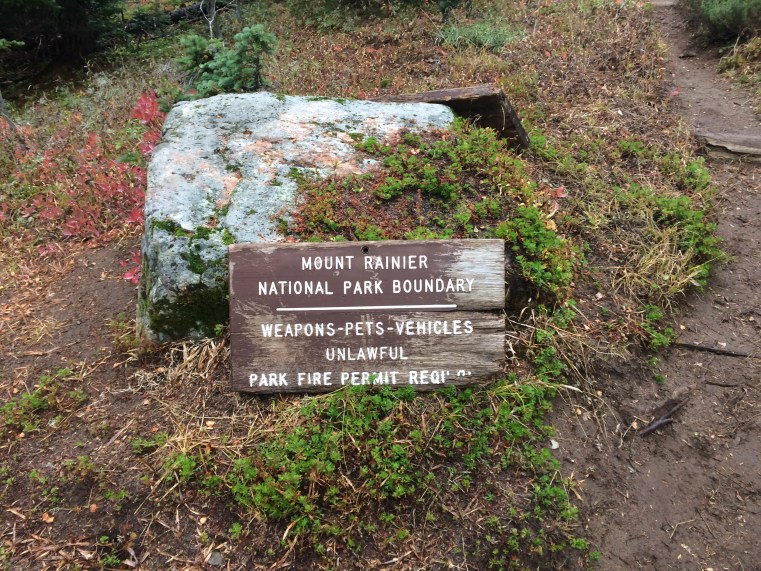 MOUNT RAINIER
NATIONAL PARK BOUNDARY
WEAPONS-PETS-VEHICLES
UNLAWFUL
PARK FIRE PERMIT